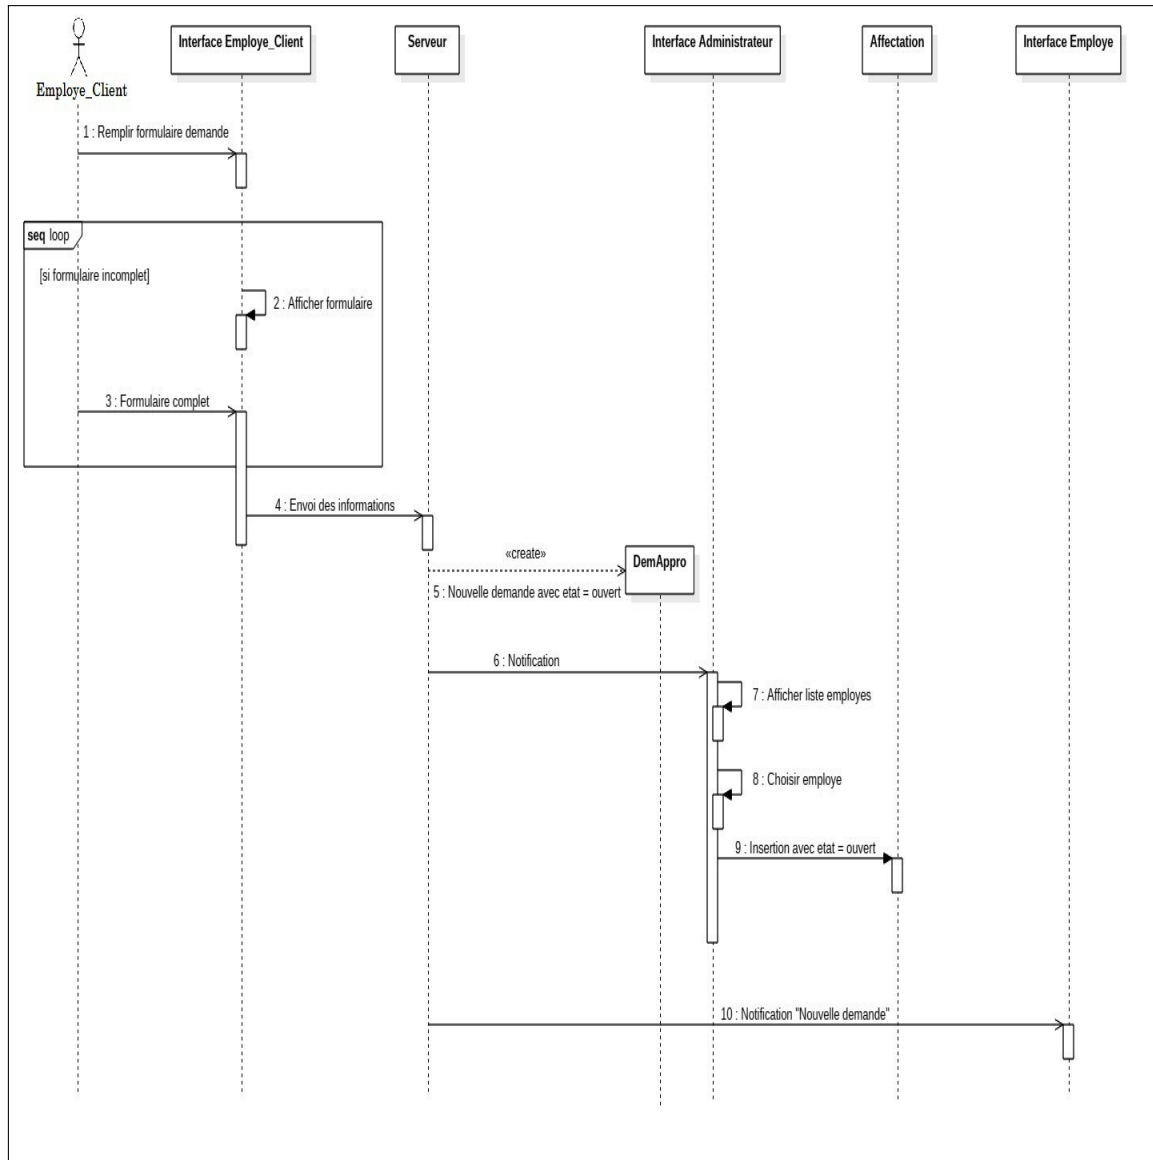 Interface Employe_Client
Serveur
Interface Administrateur
Affectation
Interface Employe
Employe_Client
1 : Remplir formulaire demande
seq loop
[si formulaire incomplet]
2 : Afficher formulaire
3 : Formulaire complet
4 : Envoi des informations
«create»
DemAppro
5 : Nouvelle demande avec etat = ouvert
6 : Notification
7 : Afficher liste employes
8 : Choisir employe
9 : Insertion avec etat = ouvert
10 : Notification "Nouvelle demande"